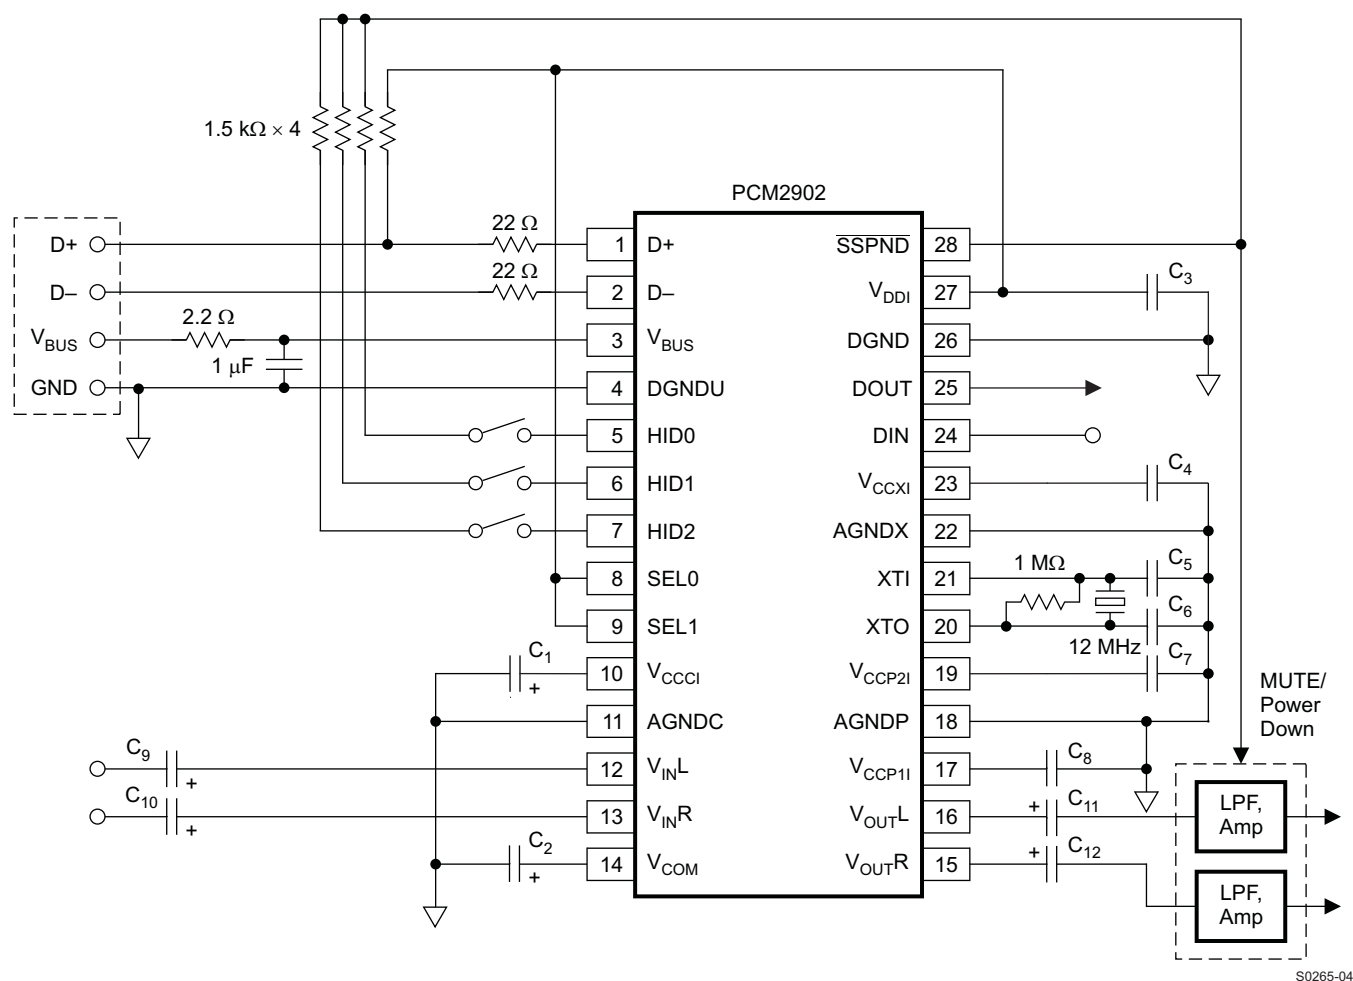 1.5 kΩ × 4
PCM2902
D+
22 Ω
1
D+
SSPND
28
D–
22 Ω
2
D–
VDDI
27
C3
VBUS
2.2 Ω
3
VBUS
DGND
26
1 μF
GND
4
DGNDU
DOUT
25
5
HID0
DIN
24
6
HID1
VCCXI
23
C4
7
HID2
AGNDX
22
8
SEL0
XTI
21
1 MΩ
C5
9
SEL1
XTO
20
12 MHz
C6
C1
+
10
VCCCI
VCCP2I
19
C7
11
AGNDC
AGNDP
18
MUTE/
Power
Down
C9
+
12
VINL
VCCP1I
17
C8
C10
+
13
VINR
VOUTL
16
+
C11
LPF,
Amp
C2
+
14
VCOM
VOUTR
15
+
C12
LPF,
Amp
S0265-04